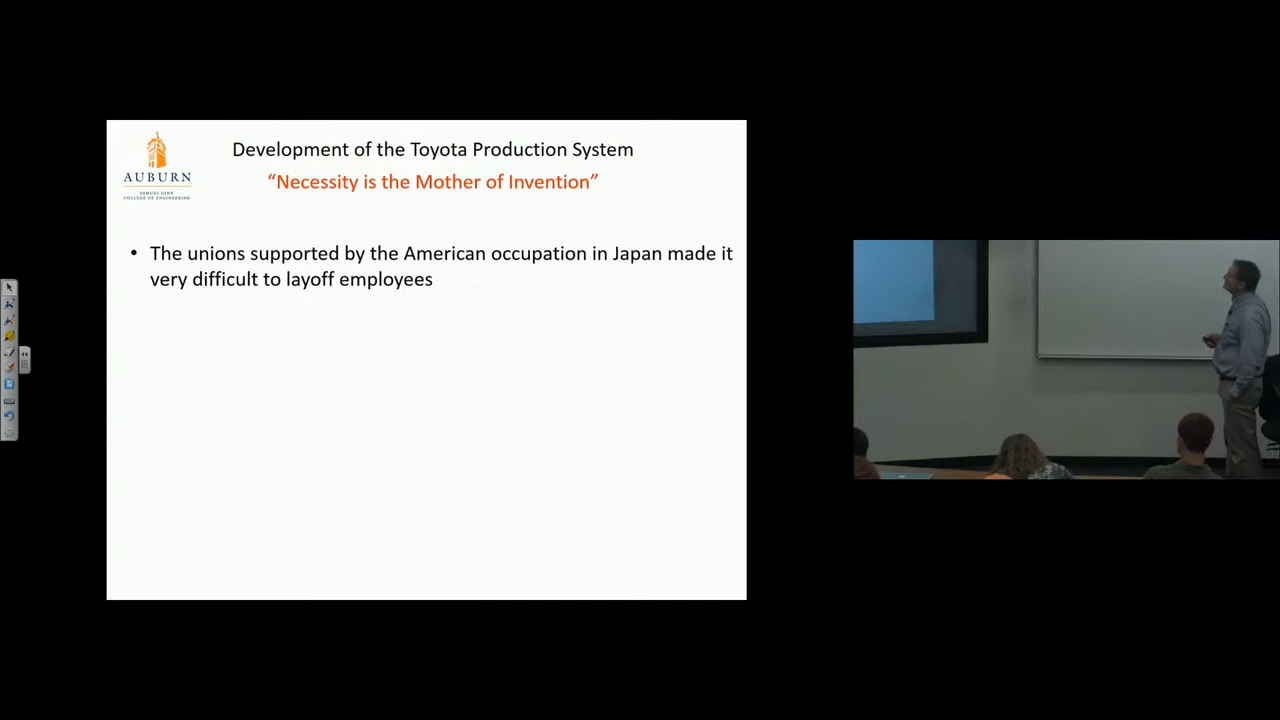 Development of the Toyota Production System
AUBURN
“Necessity is the Mother of Invention”
SAMUEL GINN
COLLEGE OF ENGINEERING
• The unions supported by the American occupation in Japan made it
very difficult to layoff employees